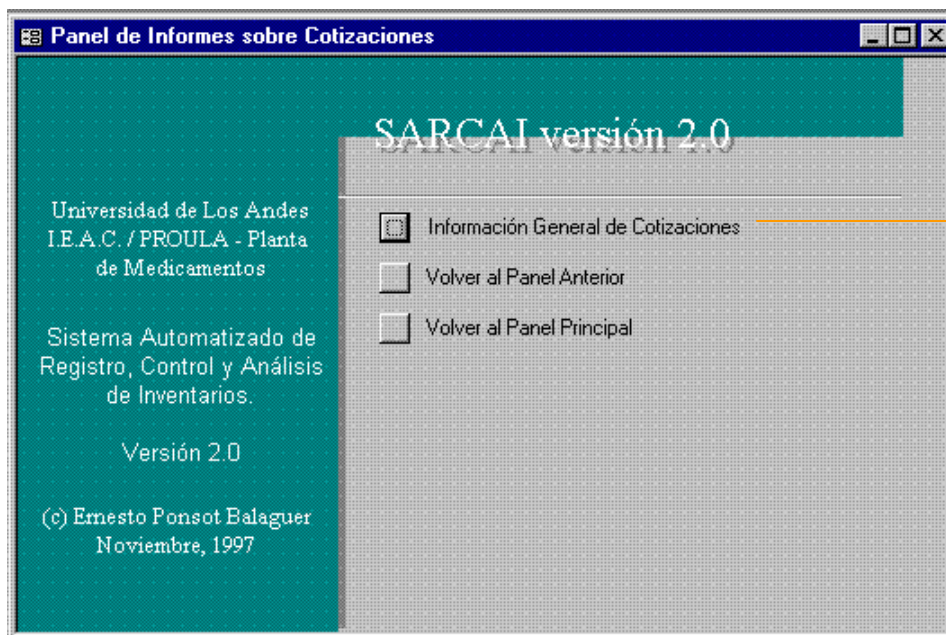 Panel de Informes sobre Cotizaciones
SARCAI versión 2.0
Universidad de Los Andes
I.E.A.C. / PROULA - Planta
de Medicamentos
Sistema Automatizado de
Registro, Control y Análisis
de Inventarios.
Versión 2.0
(c) Ernesto Ponsot Balaguer
Noviembre, 1997
Información General de Cotizaciones
Volver al Panel Anterior
Volver al Panel Principal